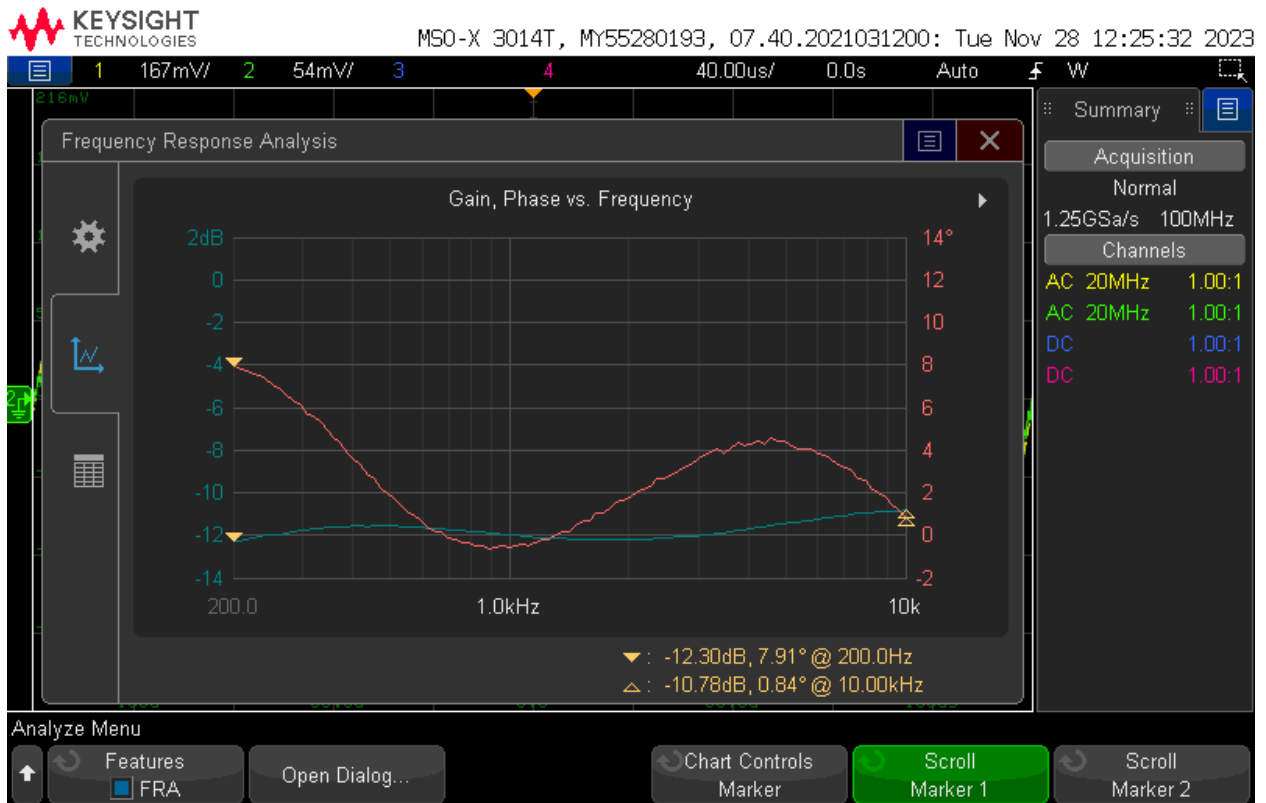 KEYSIGHT
TECHNOLOGIES
MSO-X 3014T, MY55280193, 07.40.2021031200: Tue Nov 28 12:25:32 2023
1 167mV/ 2 54mV/ 3 4 40.00us/ 0.0s Auto W
216mV
Frequency Response Analysis
Gain, Phase vs. Frequency
2dB 14°
0 12
-2 10
-4 8
-6 6
-8 4
-10 2
-12 0
-14 -2
200.0 1.0kHz 10k
: -12.30dB, 7.91° @ 200.0Hz
: -10.78dB, 0.84° @ 10.00kHz
Summary
Acquisition
Normal
1.25GSa/s 100MHz
Channels
AC 20MHz 1.00:1
AC 20MHz 1.00:1
DC 1.00:1
DC 1.00:1
Analyze Menu
Features
FRA
Open Dialog...
Chart Controls
Marker
Scroll
Marker 1
Scroll
Marker 2